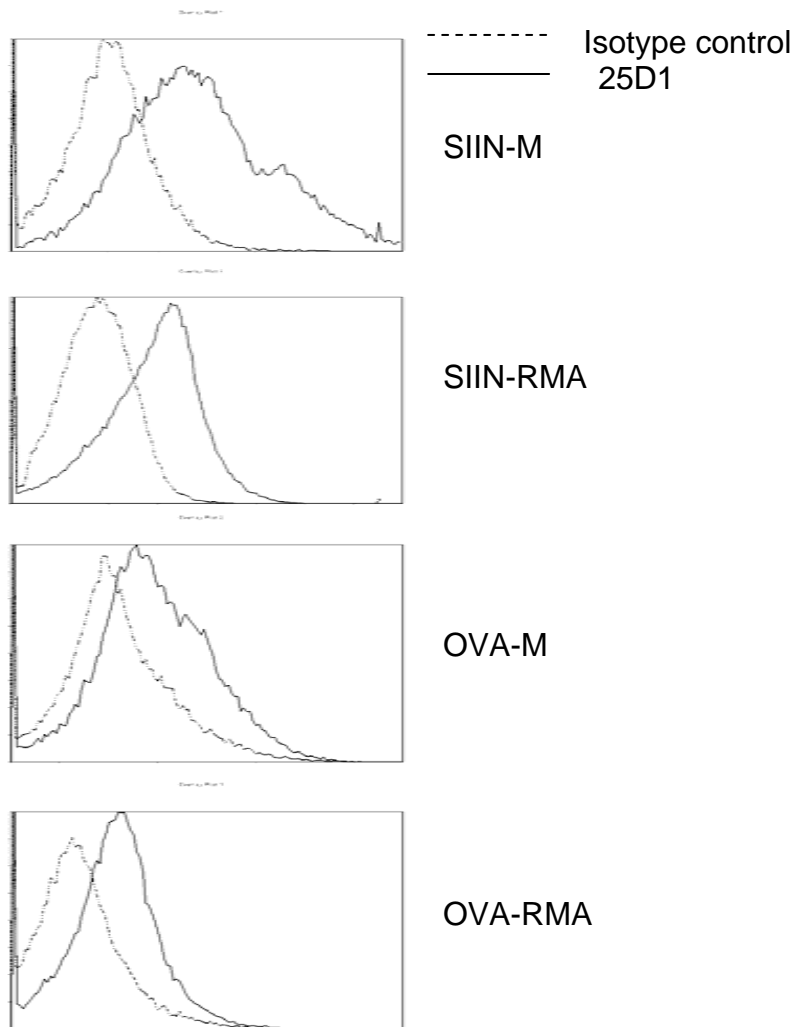 Isotype control
25D1
SIIN-M
SIIN-RMA
OVA-M
OVA-RMA